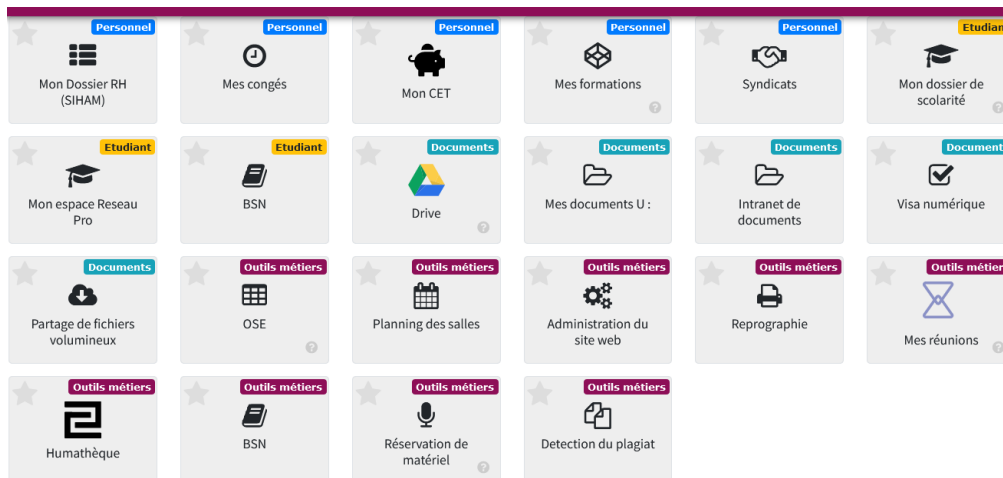 Personnel
Mon Dossier RH
(SIHAM)
Personnel
Mes congés
Personnel
Mon CET
Personnel
Mes formations
?
Personnel
Syndicats
Etudian
Mon dossier de
scolarité
?
Etudiant
Mon espace Reseau
Pro
Etudiant
BSN
Documents
Drive
?
Documents
Mes documents U :
Documents
Intranet de
documents
Document
Visa numérique
Documents
Partage de fichiers
volumineux
Outils métiers
OSE
?
Outils métiers
Planning des salles
Outils métiers
Administration du
site web
Outils métiers
Reprographie
Outils métier
Mes réunions
?
Outils métiers
Humathèque
Outils métiers
BSN
Outils métiers
Réservation de
matériel
?
Outils métiers
Detection du plagiat